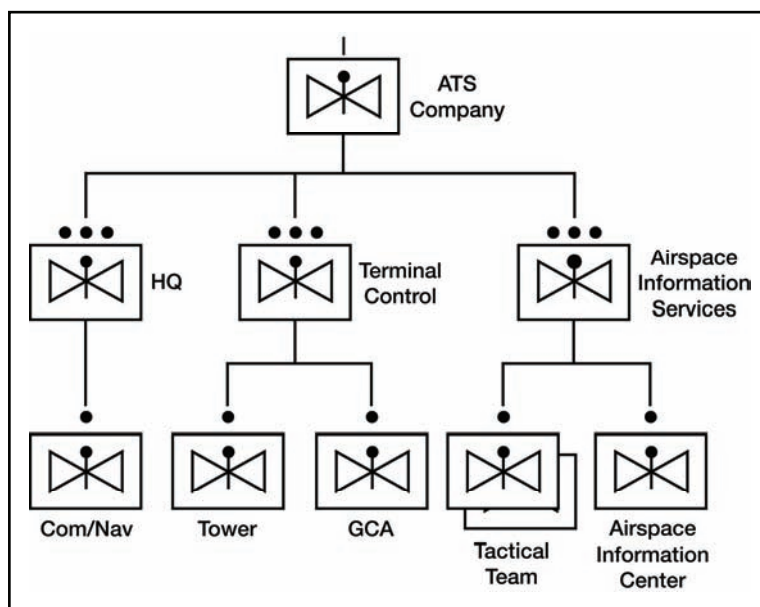 ATS
Company
HQ
Terminal
Control
Airspace
Information
Services
Com/Nav
Tower
GCA
Tactical
Team
Airspace
Information
Center